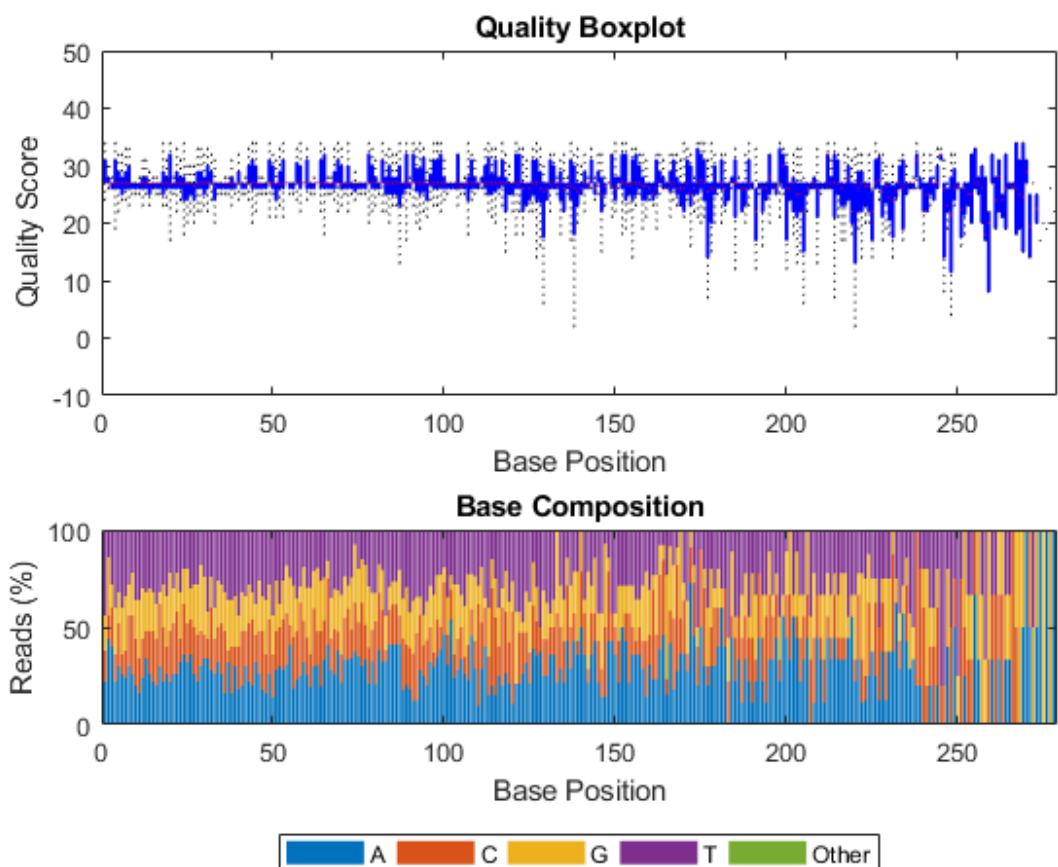 Quality Boxplot
50
40
30
20
10
0
-10
Quality Score
0 50 100 150 200 250
Base Position
Base Composition
100
50
0
Reads (%)
0 50 100 150 200 250
Base Position
A C G T Other